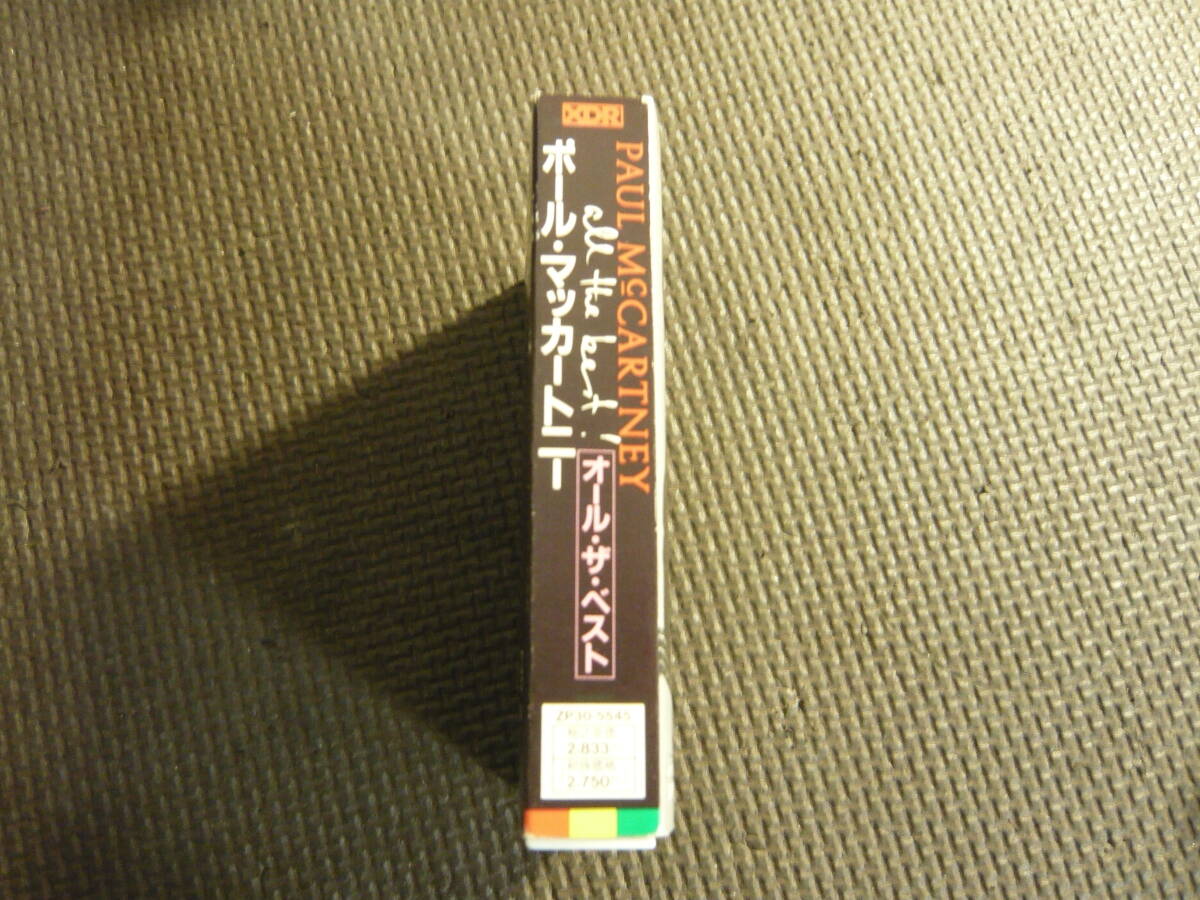 XDR
PAUL McCARTNEY
all the best!
オール・ザ・ベスト
ポール・マッカートニー
ZP30-5545
2.833
2.750